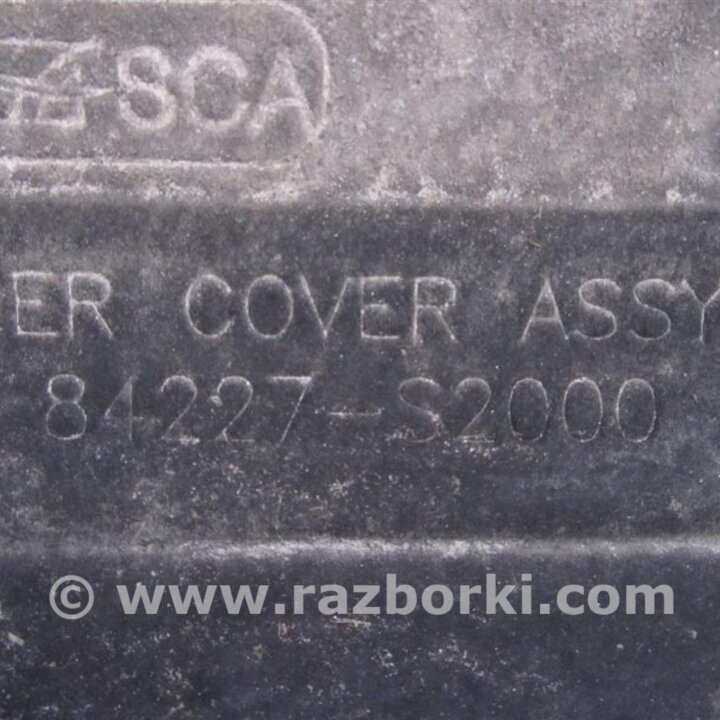 SCA
ER COVER ASSY
84227-S2000
© www.razborki.com